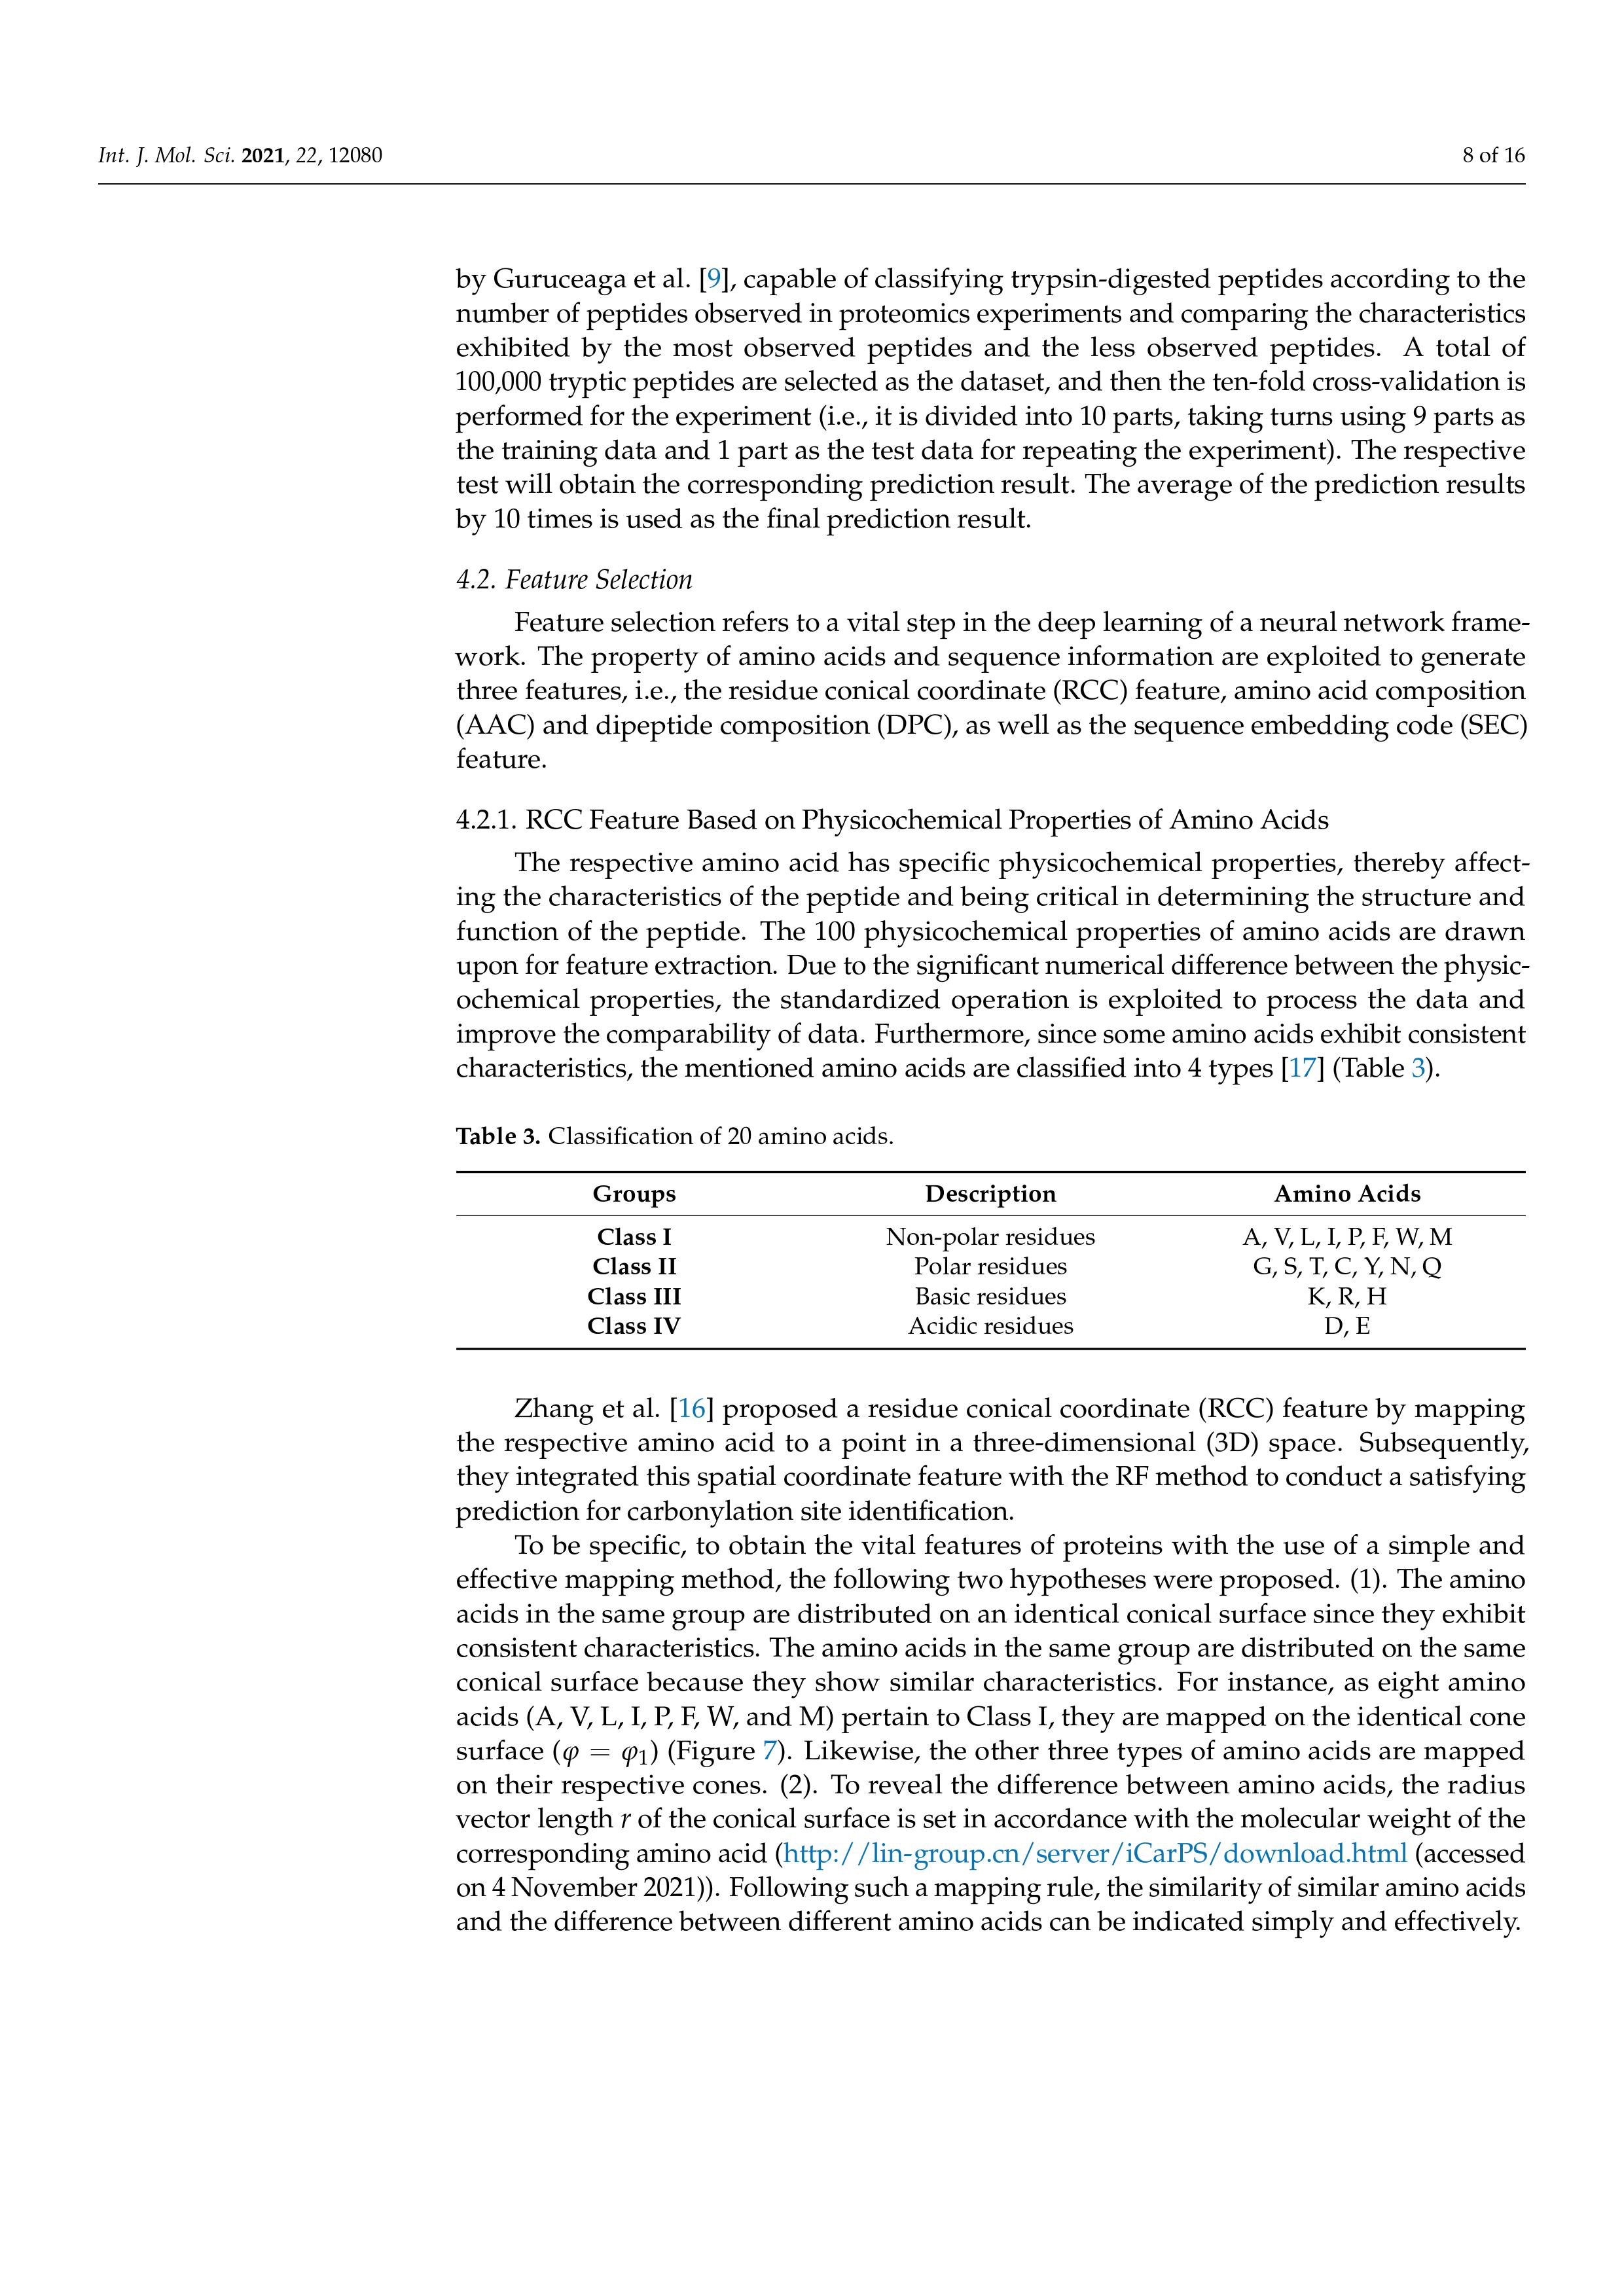 Int. J. Mol. Sci. 2021, 22, 12080
8 of 16
by Guruceaga et al. [9], capable of classifying trypsin-digested peptides according to the
number of peptides observed in proteomics experiments and comparing the characteristics
exhibited by the most observed peptides and the less observed peptides. A total of
100,000 tryptic peptides are selected as the dataset, and then the ten-fold cross-validation is
performed for the experiment (i.e., it is divided into 10 parts, taking turns using 9 parts as
the training data and 1 part as the test data for repeating the experiment). The respective
test will obtain the corresponding prediction result. The average of the prediction results
by 10 times is used as the final prediction result.
4.2. Feature Selection
Feature selection refers to a vital step in the deep learning of a neural network frame-
work. The property of amino acids and sequence information are exploited to generate
three features, i.e., the residue conical coordinate (RCC) feature, amino acid composition
(AAC) and dipeptide composition (DPC), as well as the sequence embedding code (SEC)
feature.
4.2.1. RCC Feature Based on Physicochemical Properties of Amino Acids
The respective amino acid has specific physicochemical properties, thereby affect-
ing the characteristics of the peptide and being critical in determining the structure and
function of the peptide. The 100 physicochemical properties of amino acids are drawn
upon for feature extraction. Due to the significant numerical difference between the physic-
ochemical properties, the standardized operation is exploited to process the data and
improve the comparability of data. Furthermore, since some amino acids exhibit consistent
characteristics, the mentioned amino acids are classified into 4 types [17] (Table 3).
Table 3. Classification of 20 amino acids.
Groups Description Amino Acids
Class I Non-polar residues A, V, L, I, P, F, W, M
Class II Polar residues G, S, T, C, Y, N, Q
Class III Basic residues K, R, H
Class IV Acidic residues D, E
Zhang et al. [16] proposed a residue conical coordinate (RCC) feature by mapping
the respective amino acid to a point in a three-dimensional (3D) space. Subsequently,
they integrated this spatial coordinate feature with the RF method to conduct a satisfying
prediction for carbonylation site identification.
To be specific, to obtain the vital features of proteins with the use of a simple and
effective mapping method, the following two hypotheses were proposed. (1). The amino
acids in the same group are distributed on an identical conical surface since they exhibit
consistent characteristics. The amino acids in the same group are distributed on the same
conical surface because they show similar characteristics. For instance, as eight amino
acids (A, V, L, I, P, F, W, and M) pertain to Class I, they are mapped on the identical cone
surface (φ = φ₁) (Figure 7). Likewise, the other three types of amino acids are mapped
on their respective cones. (2). To reveal the difference between amino acids, the radius
vector length r of the conical surface is set in accordance with the molecular weight of the
corresponding amino acid (http://lin-group.cn/server/iCarPS/download.html (accessed
on 4 November 2021)). Following such a mapping rule, the similarity of similar amino acids
and the difference between different amino acids can be indicated simply and effectively.